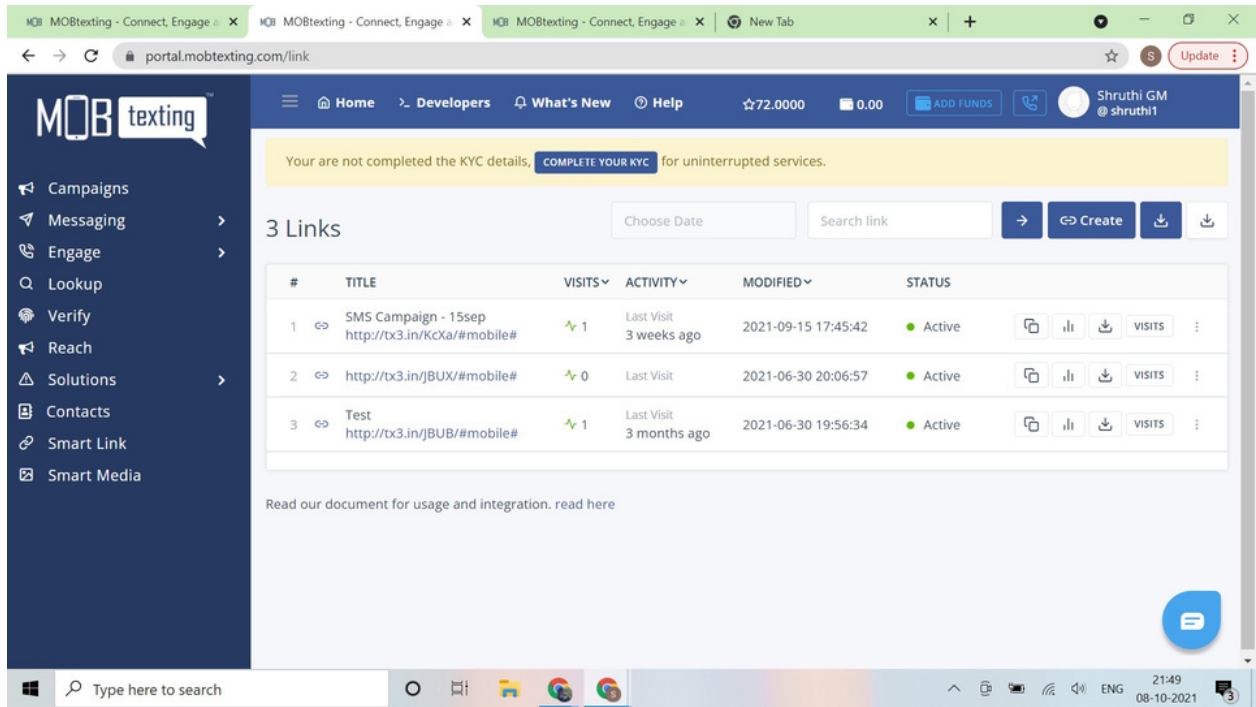 MOBtexting - Connect, Engage a
MOBtexting - Connect, Engage a
MOBtexting - Connect, Engage a
New Tab
portal.mobtexting.com/link
S
Update
MOB texting
TM
Home
Developers
What's New
Help
72.0000
0.00
ADD FUNDS
Shruthi GM
@ shruthi1
Your are not completed the KYC details, COMPLETE YOUR KYC for uninterrupted services.
Campaigns
Messaging
Engage
Lookup
Verify
Reach
Solutions
Contacts
Smart Link
Smart Media
3 Links
Choose Date
Search link
Create
# TITLE VISITS ACTIVITY MODIFIED STATUS
1 SMS Campaign - 15sep
http://tx3.in/KcXa/#mobile#
1
Last Visit
3 weeks ago
2021-09-15 17:45:42
Active
VISITS
2 http://tx3.in/JBUX/#mobile#
0
Last Visit
2021-06-30 20:06:57
Active
VISITS
3 Test
http://tx3.in/JBUB/#mobile#
1
Last Visit
3 months ago
2021-06-30 19:56:34
Active
VISITS
Read our document for usage and integration. read here
Type here to search
ENG
21:49
08-10-2021
3